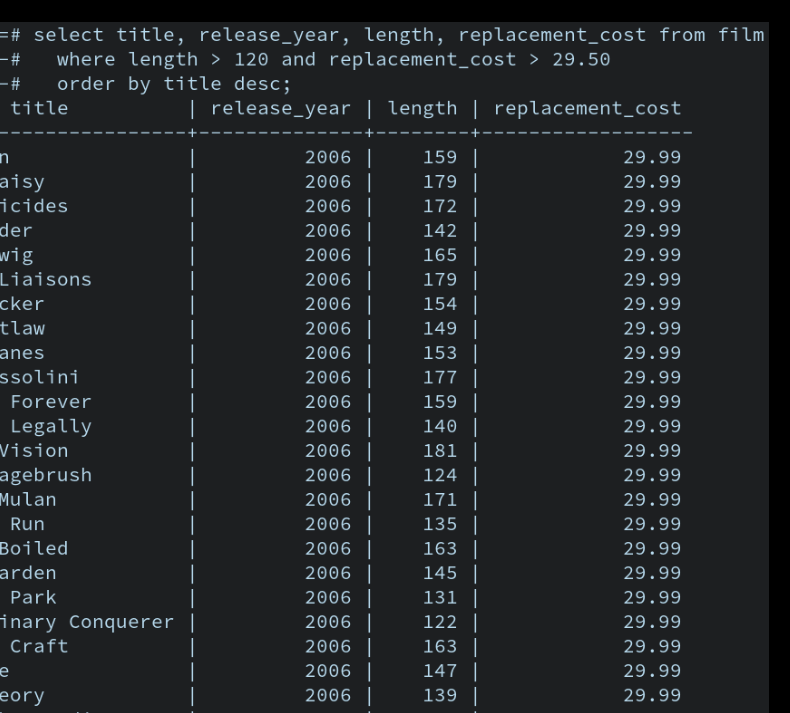 =# select title, release_year, length, replacement_cost from film
-#   where length > 120 and replacement_cost > 29.50
-#   order by title desc;
 title          | release_year | length | replacement_cost
----------------+--------------+--------+------------------
n               |         2006 |    159 |            29.99
aisy            |         2006 |    179 |            29.99
icides          |         2006 |    172 |            29.99
der             |         2006 |    142 |            29.99
wig             |         2006 |    165 |            29.99
Liaisons        |         2006 |    179 |            29.99
cker            |         2006 |    154 |            29.99
tlaw            |         2006 |    149 |            29.99
anes            |         2006 |    153 |            29.99
ssolini         |         2006 |    177 |            29.99
 Forever        |         2006 |    159 |            29.99
 Legally        |         2006 |    140 |            29.99
Vision          |         2006 |    181 |            29.99
agebrush        |         2006 |    124 |            29.99
Mulan           |         2006 |    171 |            29.99
 Run            |         2006 |    135 |            29.99
Boiled          |         2006 |    163 |            29.99
arden           |         2006 |    145 |            29.99
 Park           |         2006 |    131 |            29.99
inary Conquerer |         2006 |    122 |            29.99
 Craft          |         2006 |    163 |            29.99
e               |         2006 |    147 |            29.99
eory            |         2006 |    139 |            29.99